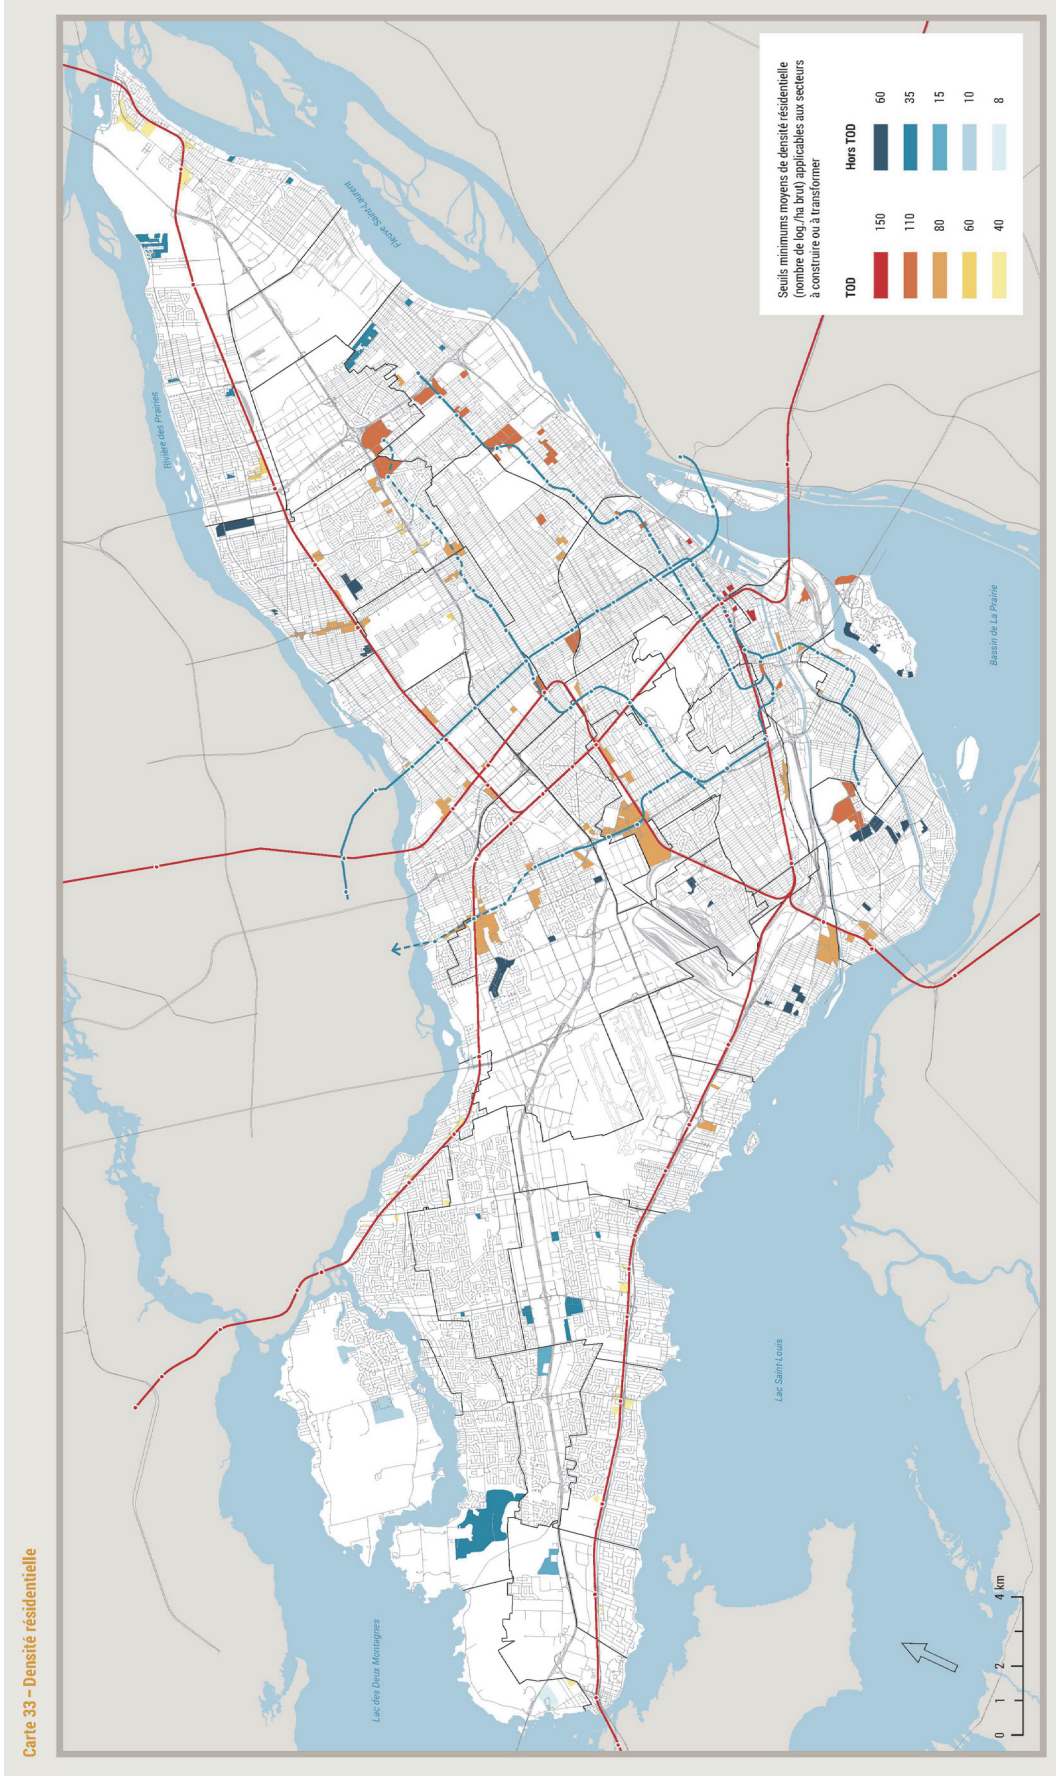 Carte 33 – Densité résidentielle
Lac des Deux Montagnes
Rivière des Prairies
Fleuve Saint-Laurent
Lac Saint-Louis
Bassin de La Prairie
Seuils minimums moyens de densité résidentielle
(nombre de log./ha brut) applicables aux secteurs
à construire ou à transformer
TOD
150
110
80
60
40
Hors TOD
60
35
15
10
8
0 1 2 4 km